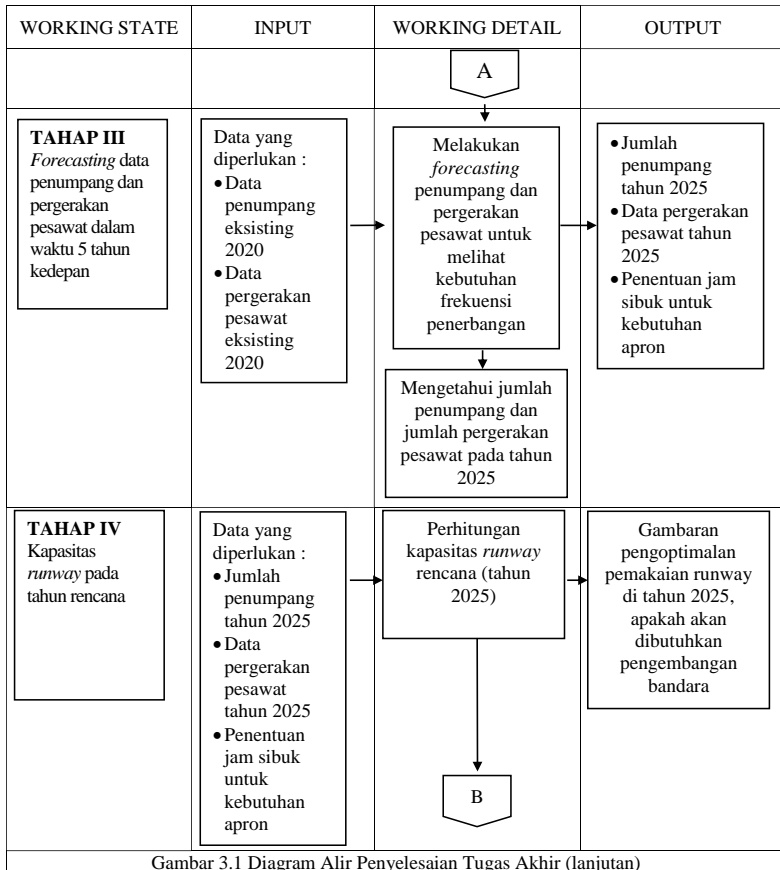 WORKING STATE
INPUT
WORKING DETAIL
OUTPUT
A
TAHAP III
Forecasting data
penumpang dan
pergerakan
pesawat dalam
waktu 5 tahun
kedepan
Data yang
diperlukan :
• Data
penumpang
eksisting
2020
• Data
pergerakan
pesawat
eksisting
2020
Melakukan
forecasting
penumpang dan
pergerakan
pesawat untuk
melihat
kebutuhan
frekuensi
penerbangan
Mengetahui jumlah
penumpang dan
jumlah pergerakan
pesawat pada tahun
2025
• Jumlah
penumpang
tahun 2025
• Data pergerakan
pesawat tahun
2025
• Penentuan jam
sibuk untuk
kebutuhan
apron
TAHAP IV
Kapasitas
runway pada
tahun rencana
Data yang
diperlukan :
• Jumlah
penumpang
tahun 2025
• Data
pergerakan
pesawat
tahun 2025
• Penentuan
jam sibuk
untuk
kebutuhan
apron
Perhitungan
kapasitas runway
rencana (tahun
2025)
B
Gambaran
pengoptimalan
pemakaian runway
di tahun 2025,
apakah akan
dibutuhkan
pengembangan
bandara
Gambar 3.1 Diagram Alir Penyelesaian Tugas Akhir (lanjutan)